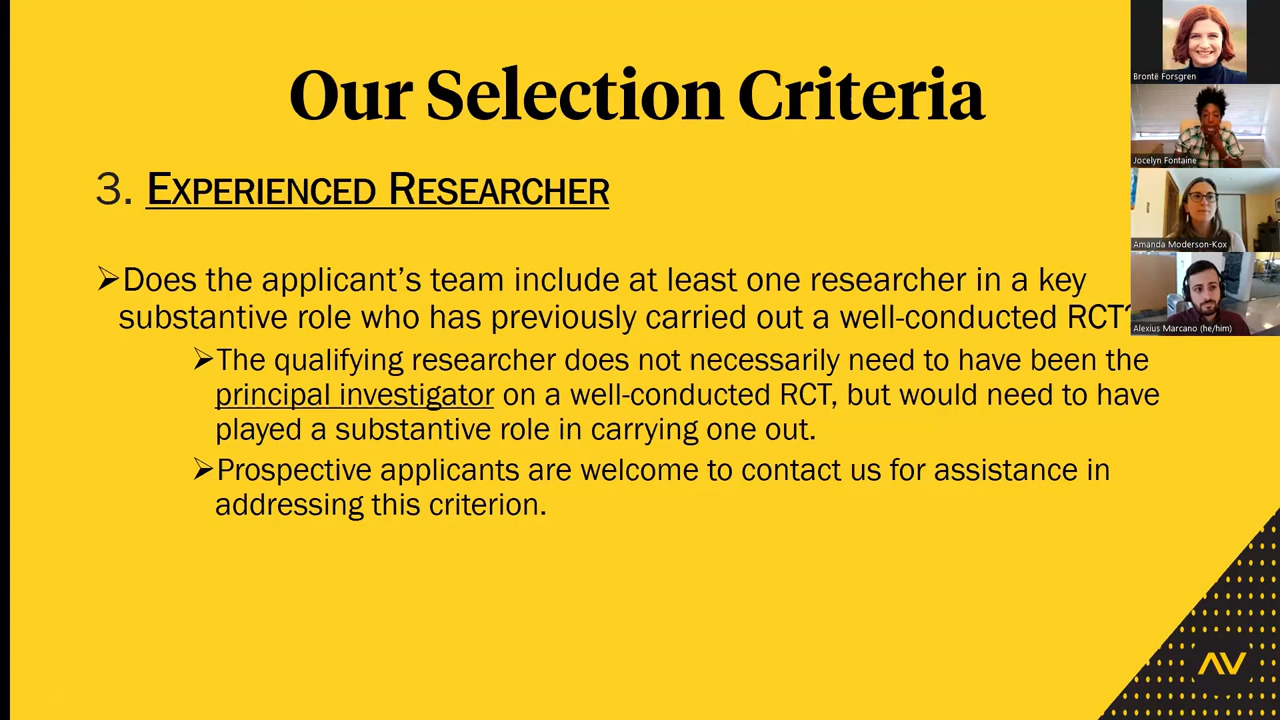 Our Selection Criteria
3. EXPERIENCED RESEARCHER
➢Does the applicant's team include at least one researcher in a key
substantive role who has previously carried out a well-conducted RCT?
➢The qualifying researcher does not necessarily need to have been the
principal investigator on a well-conducted RCT, but would need to have
played a substantive role in carrying one out.
➢Prospective applicants are welcome to contact us for assistance in
addressing this criterion.
Brontë Forsgren
Jocelyn Fontaine
Amanda Moderson-Kox
Alexius Marcano (he/him)
AV